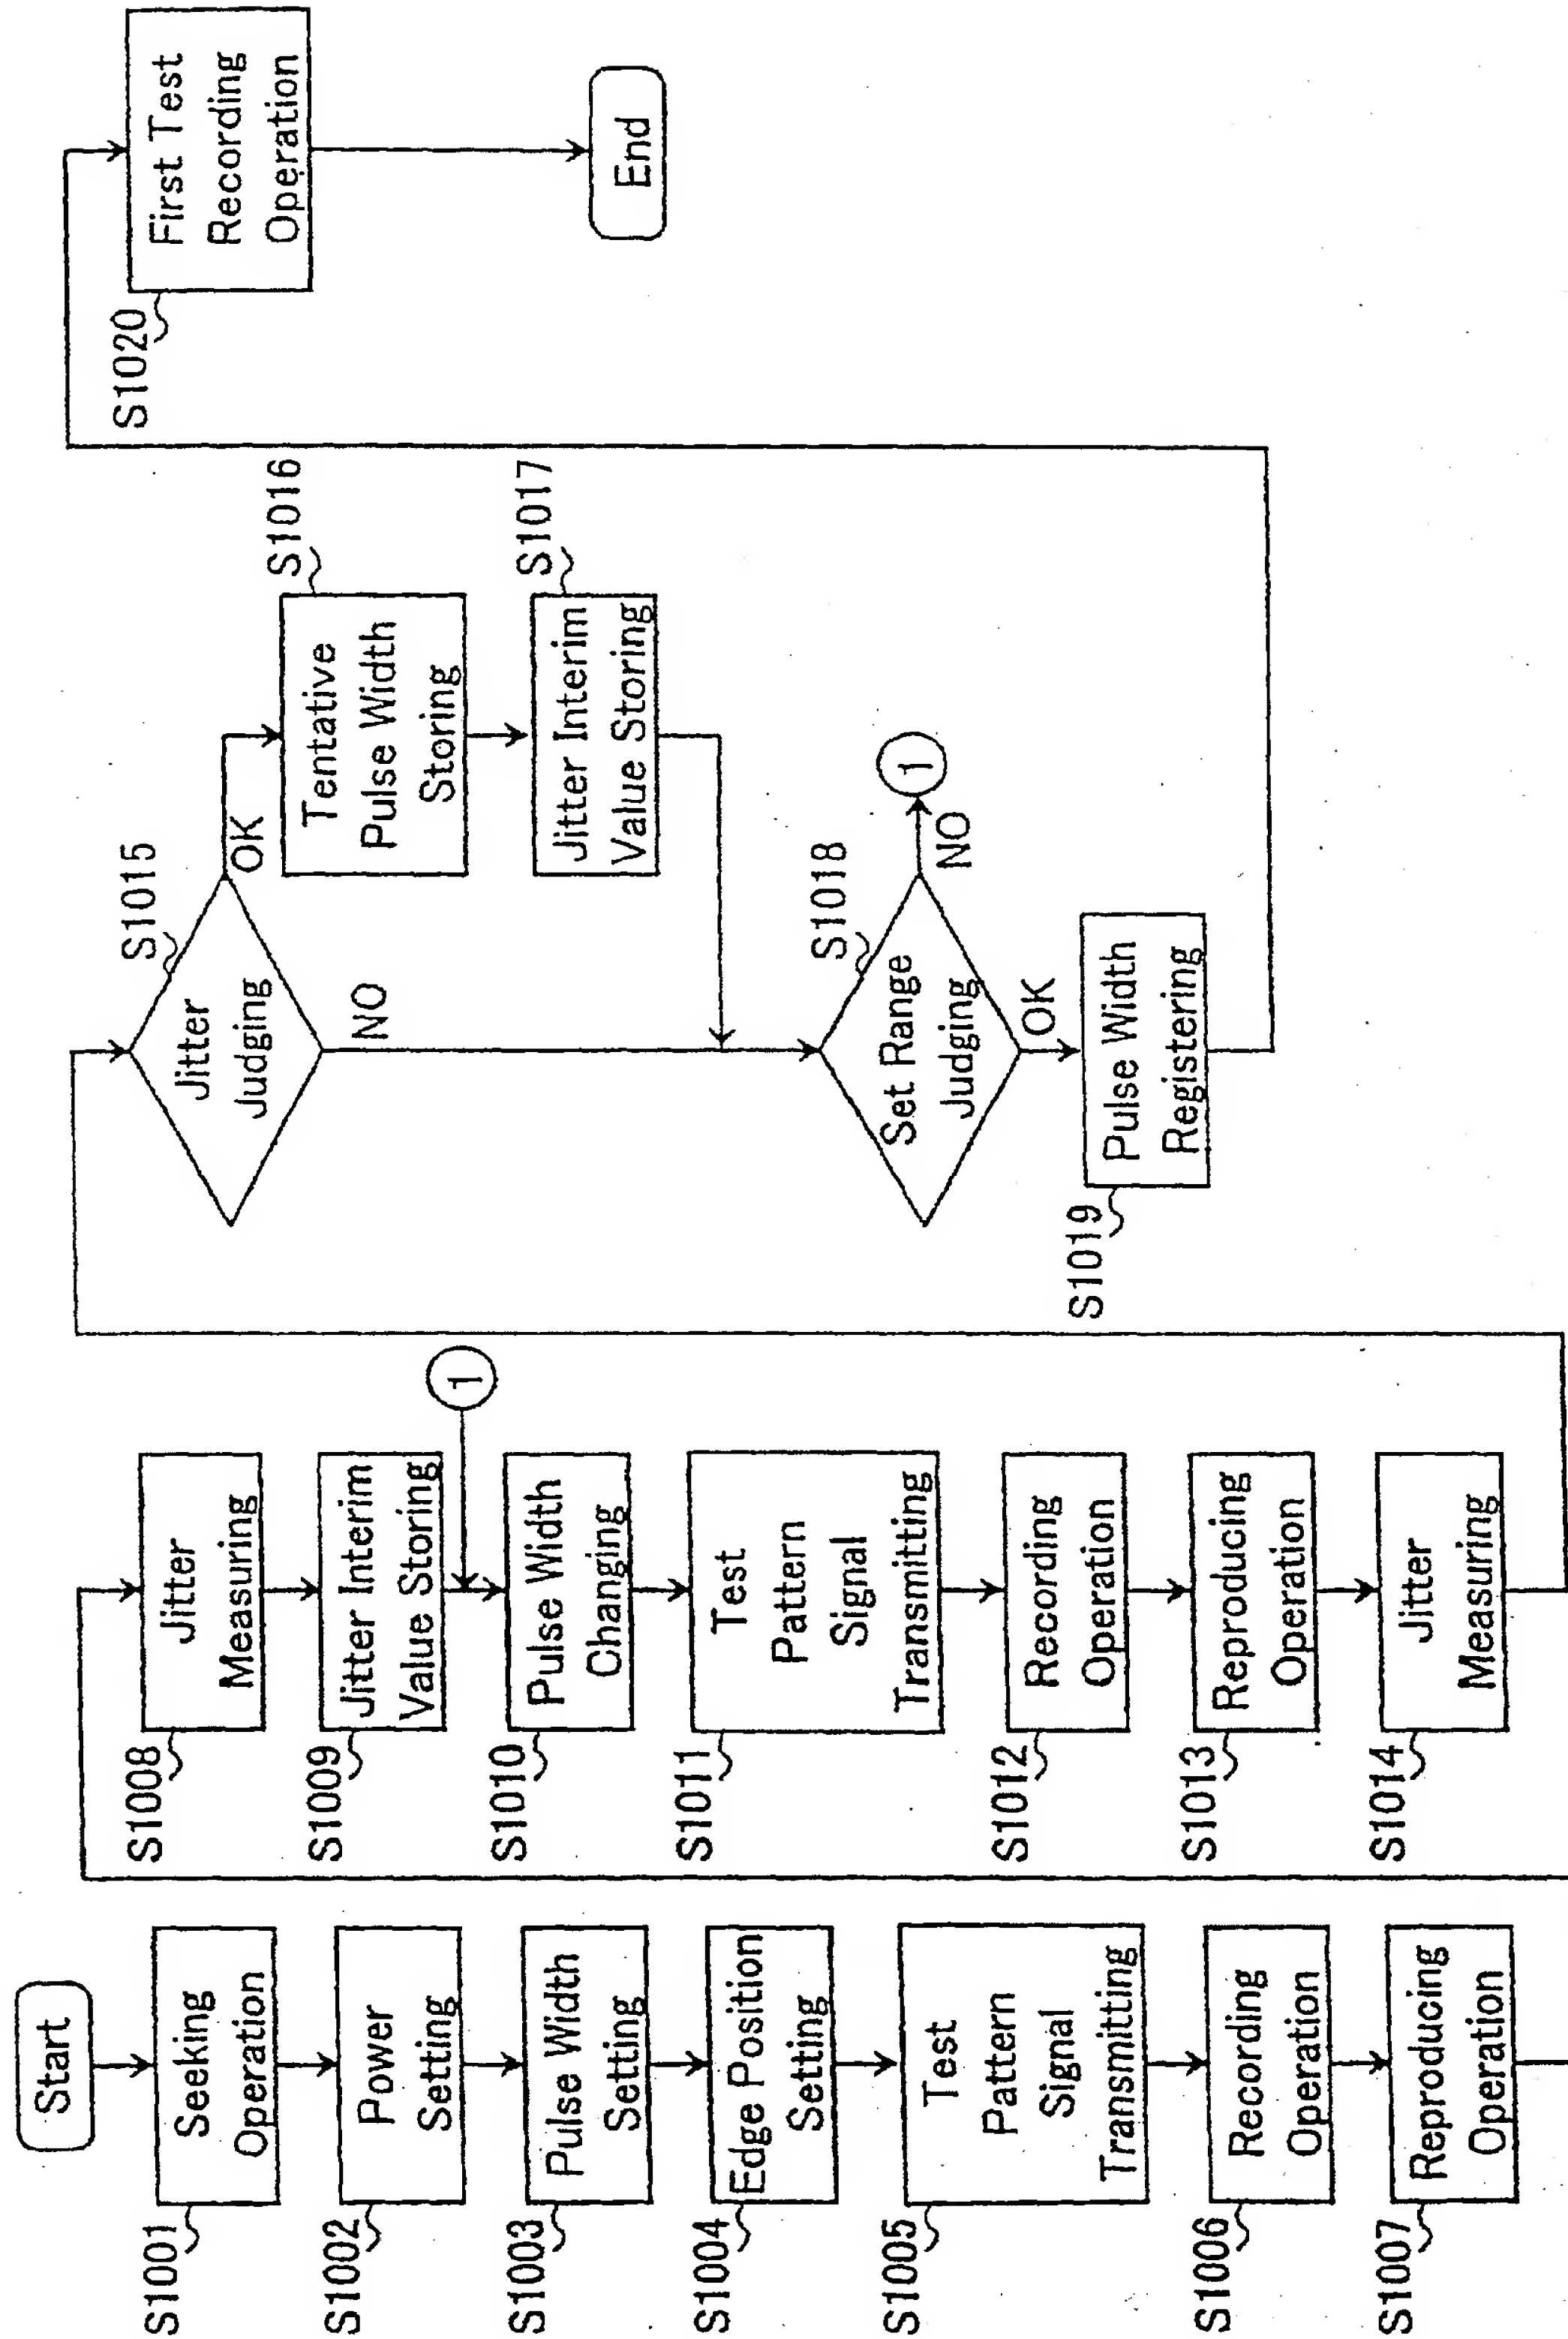 Start
S1001
Seeking
Operation
S1002
Power
Setting
S1003
Pulse Width
Setting
S1004
Edge Position
Setting
S1005
Test
Pattern
Signal
Transmitting
S1006
Recording
Operation
S1007
Reproducing
Operation
S1008
Jitter
Measuring
S1009
Jitter Interim
Value Storing
1
S1010
Pulse Width
Changing
S1011
Test
Pattern
Signal
Transmitting
S1012
Recording
Operation
S1013
Reproducing
Operation
S1014
Jitter
Measuring
S1015
Jitter
Judging
OK
NO
S1016
Tentative
Pulse Width
Storing
S1017
Jitter Interim
Value Storing
S1018
Set Range
Judging
NO
1
OK
S1019
Pulse Width
Registering
S1020
First Test
Recording
Operation
End